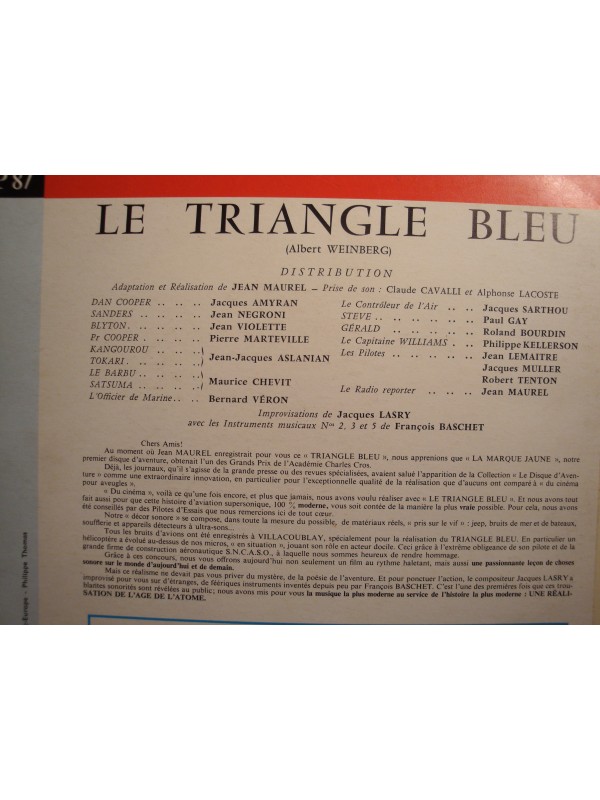 P 87
LE TRIANGLE BLEU
(Albert WEINBERG)
DISTRIBUTION
Adaptation et Réalisation de JEAN MAUREL – Prise de son : Claude CAVALLI et Alphonse LACOSTE
DAN COOPER .. .. .. Jacques AMYRAN
SANDERS .. .. .. .. Jean NEGRONI
BLYTON. .. .. .. .. Jean VIOLETTE
Pr COOPER . .. .. .. Pierre MARTEVILLE
KANGOUROU .. .. ..
TOKARI. .. .. .. .. Jean-Jacques ASLANIAN
LE BARBU .. .. ..
SATSUMA .. .. .. .. Maurice CHEVIT
L'Officier de Marine. .. Bernard VÉRON
Le Contrôleur de l'Air .. .. Jacques SARTHOU
STEVE .. .. .. .. .. .. Paul GAY
GÉRALD .. .. .. .. .. Roland BOURDIN
Le Capitaine WILLIAMS . .. Philippe KELLERSON
Les Pilotes .. .. .. .. .. Jean LEMAITRE
Jacques MULLER
Robert TENTON
Le Radio reporter .. .. .. Jean MAUREL
Improvisations de Jacques LASRY
avec les Instruments musicaux Nos 2, 3 et 5 de François BASCHET
Chers Amis!
Au moment où Jean MAUREL enregistrait pour vous ce « TRIANGLE BLEU », nous apprenions que « LA MARQUE JAUNE », notre
premier disque d'aventure, obtenait l'un des Grands Prix de l'Académie Charles Cros.
Déjà, les journaux, qu'il s'agisse de la grande presse ou des revues spécialisées, avaient salué l'apparition de la Collection « Le Disque d'Aven-
ture » comme une extraordinaire innovation, en particulier pour l'exceptionnelle qualité de la réalisation que d'aucuns ont comparé à « du cinéma
pour aveugles ».
« Du cinéma », voilà ce qu'une fois encore, et plus que jamais, nous avons voulu réaliser avec « LE TRIANGLE BLEU ». Et nous avons tout
fait aussi pour que cette histoire d'aviation supersonique, 100 % moderne, vous soit contée de la manière la plus vraie possible. Pour cela, nous avons
été conseillés par des Pilotes d'Essais que nous remercions ici de tout cœur.
Notre « décor sonore » se compose, dans toute la mesure du possible, de matériaux réels, « pris sur le vif » : jeep, bruits de mer et de bateaux,
soufflerie et appareils détecteurs à ultra-sons...
Tous les bruits d'avions ont été enregistrés à VILLACOUBLAY, spécialement pour la réalisation du TRIANGLE BLEU. En particulier un
hélicoptère a évolué au-dessus de nos micros, « en situation », jouant son rôle en acteur docile. Ceci grâce à l'extrême obligeance de son pilote et de la
grande firme de construction aéronautique S.N.C.A.S.O., à laquelle nous sommes heureux de rendre hommage.
Grâce à ces concours, nous vous offrons aujourd'hui non seulement un film au rythme haletant, mais aussi une passionnante leçon de choses
sonore sur le monde d'aujourd'hui et de demain.
Mais ce réalisme ne devait pas vous priver du mystère, de la poésie de l'aventure. Et pour ponctuer l'action, le compositeur Jacques LASRY a
improvisé pour vous sur d'étranges, de féériques instruments inventés depuis peu par François BASCHET. C'est l'une des premières fois que ces trou-
blantes sonorités sont révélées au public; nous avons mis pour vous la musique la plus moderne au service de l'histoire la plus moderne : UNE RÉALI-
SATION DE L'AGE DE L'ATOME.
-Europe - Philippe Thomas